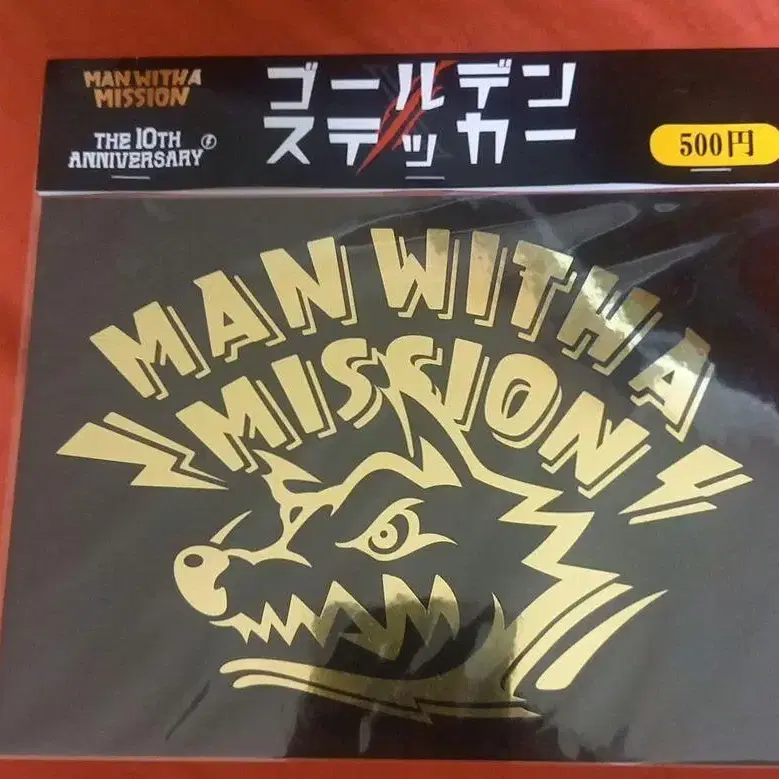 MAN WITH A
MISSION
THE 10TH
ANNIVERSARY
ゴールデン
ステッカー
500円
MAN WITH A
MISSION